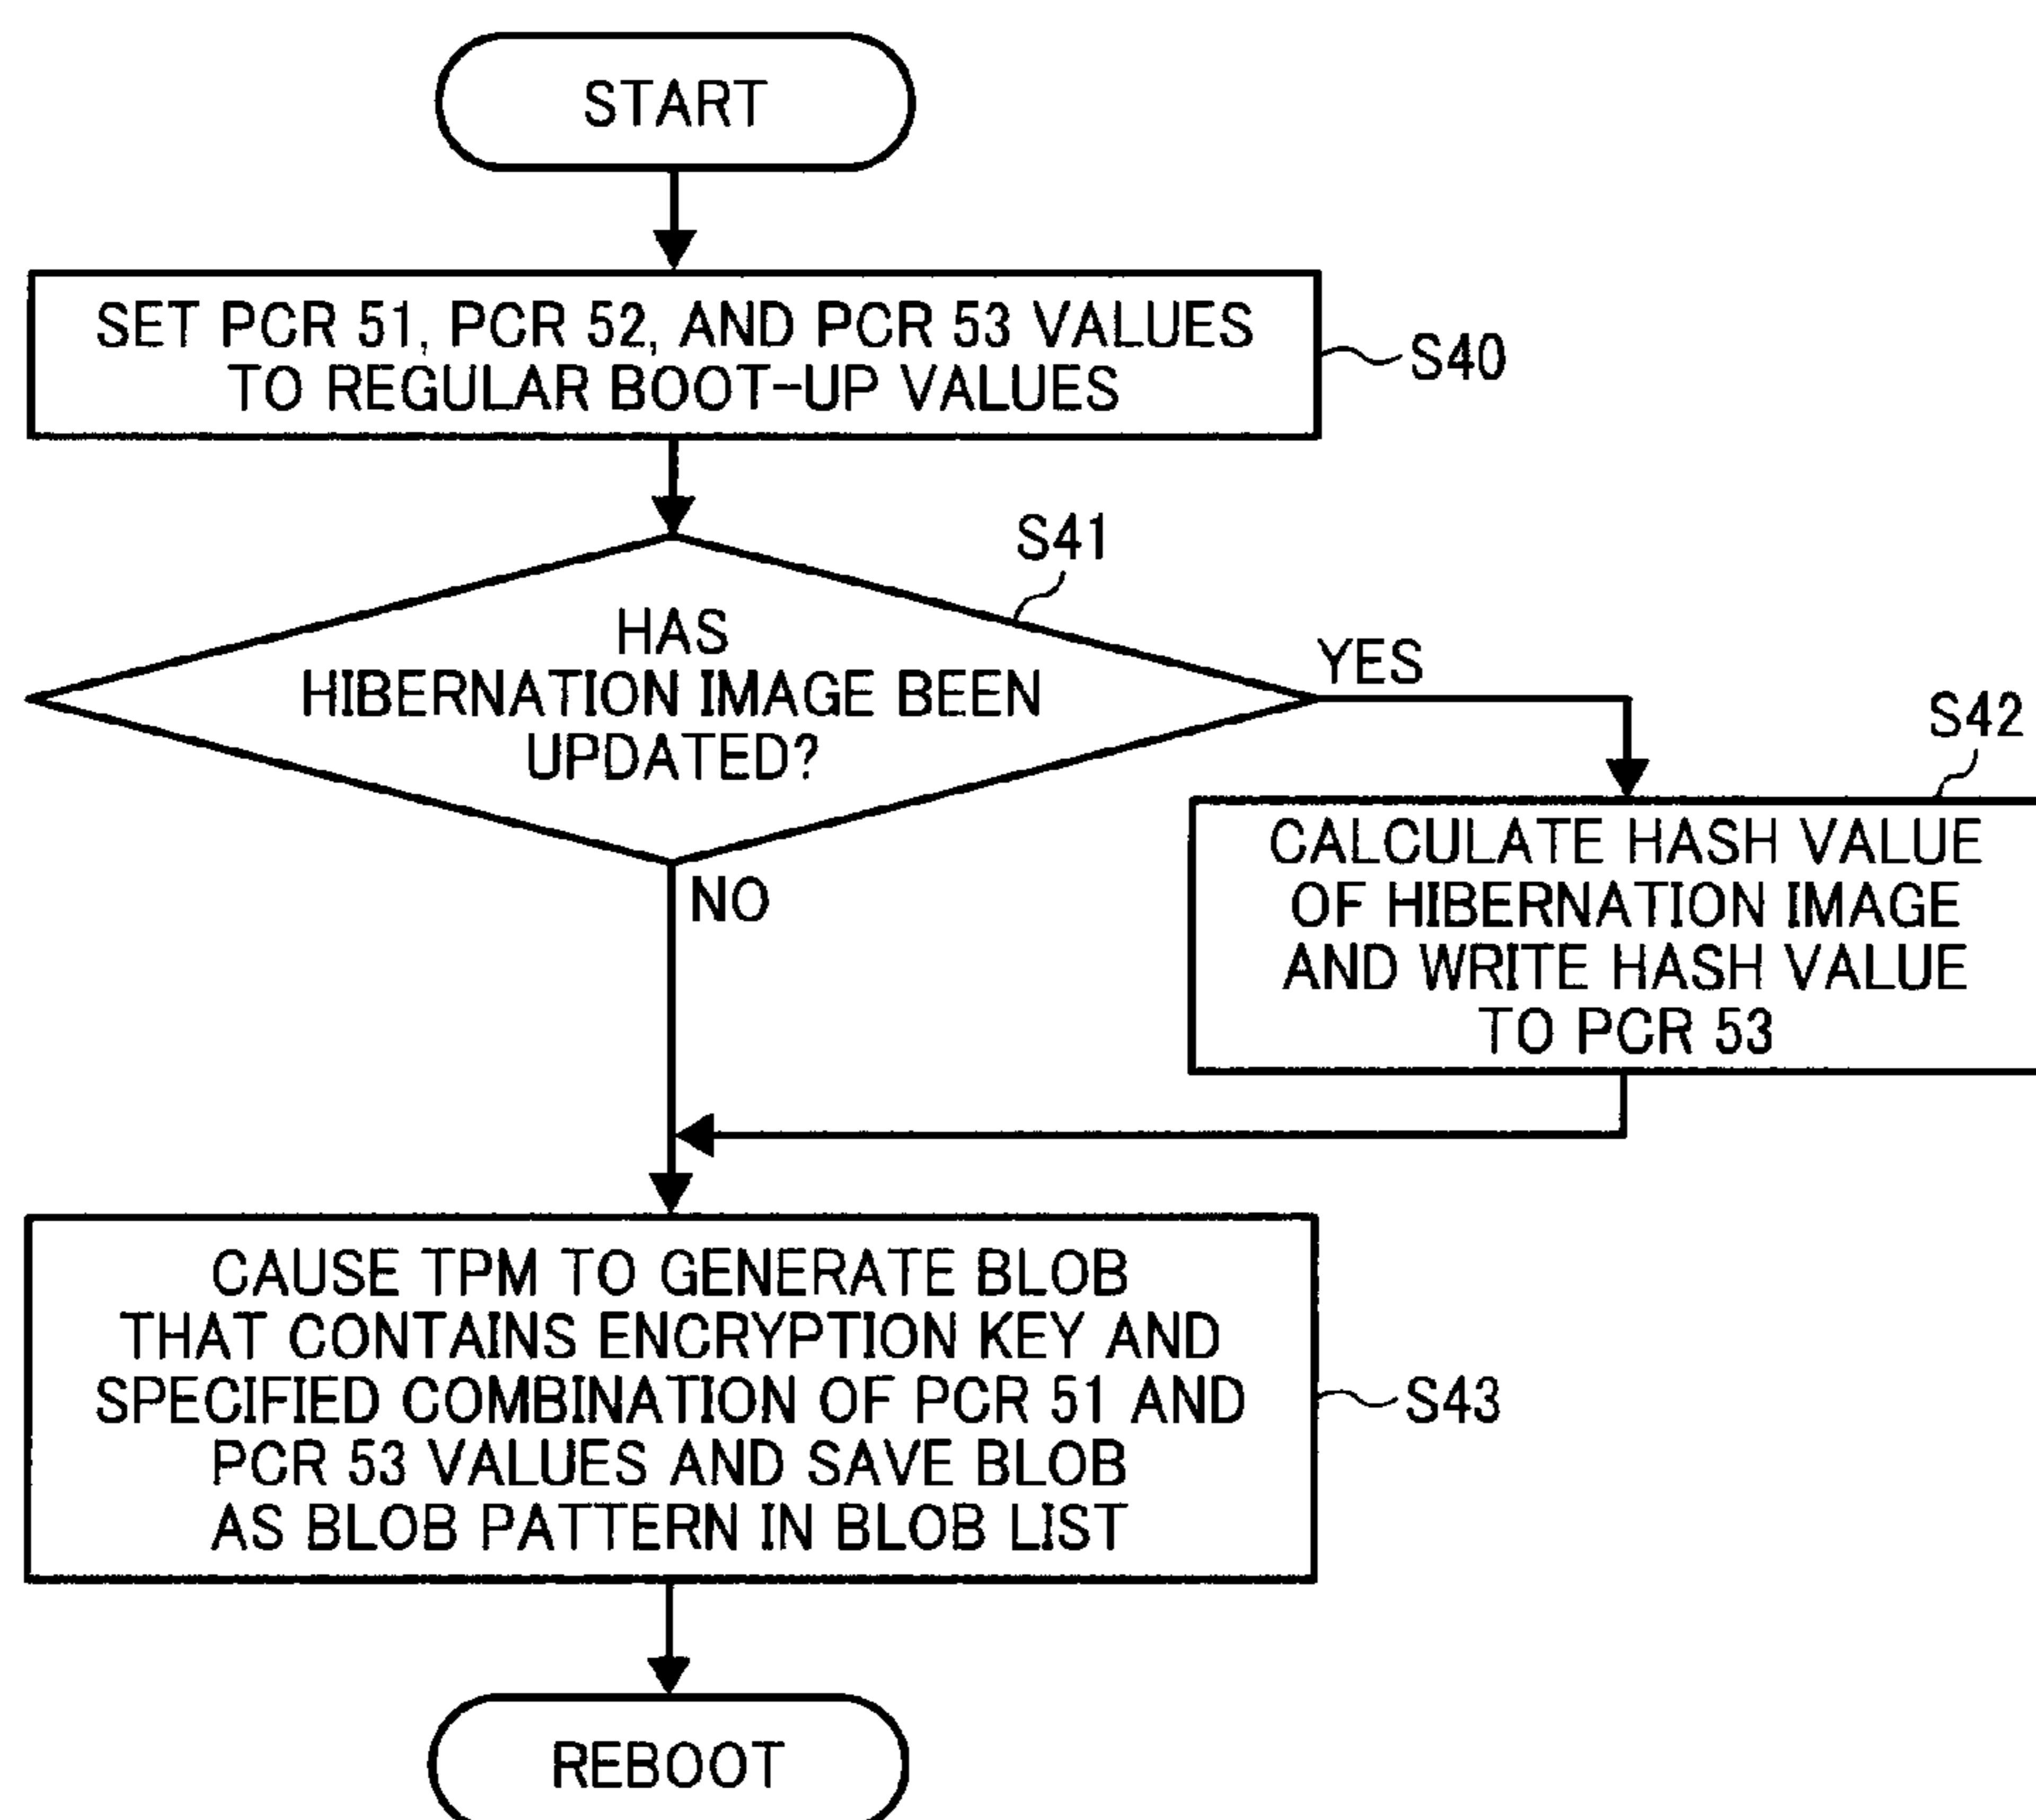 START
SET PCR 51, PCR 52, AND PCR 53 VALUES
TO REGULAR BOOT-UP VALUES
S40
S41
HAS
HIBERNATION IMAGE BEEN
UPDATED?
YES
NO
S42
CALCULATE HASH VALUE
OF HIBERNATION IMAGE
AND WRITE HASH VALUE
TO PCR 53
CAUSE TPM TO GENERATE BLOB
THAT CONTAINS ENCRYPTION KEY AND
SPECIFIED COMBINATION OF PCR 51 AND
PCR 53 VALUES AND SAVE BLOB
AS BLOB PATTERN IN BLOB LIST
S43
REBOOT